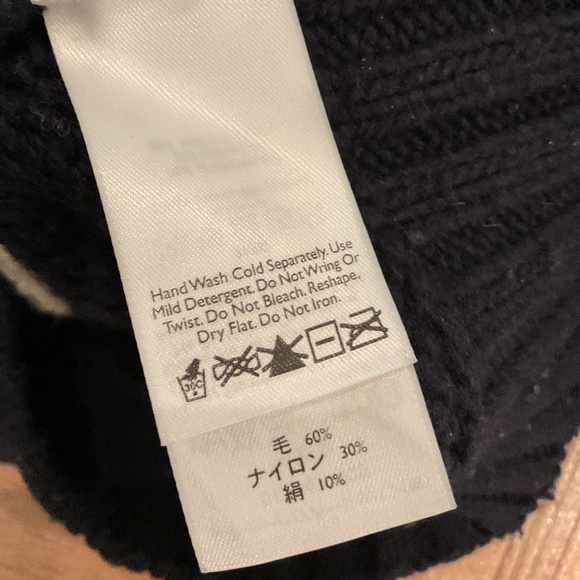 Hand Wash Cold Separately. Use
Mild Detergent. Do Not Wring Or
Twist. Do Not Bleach. Reshape,
Dry Flat. Do Not Iron.
30C
毛 60%
ナイロン 30%
絹 10%